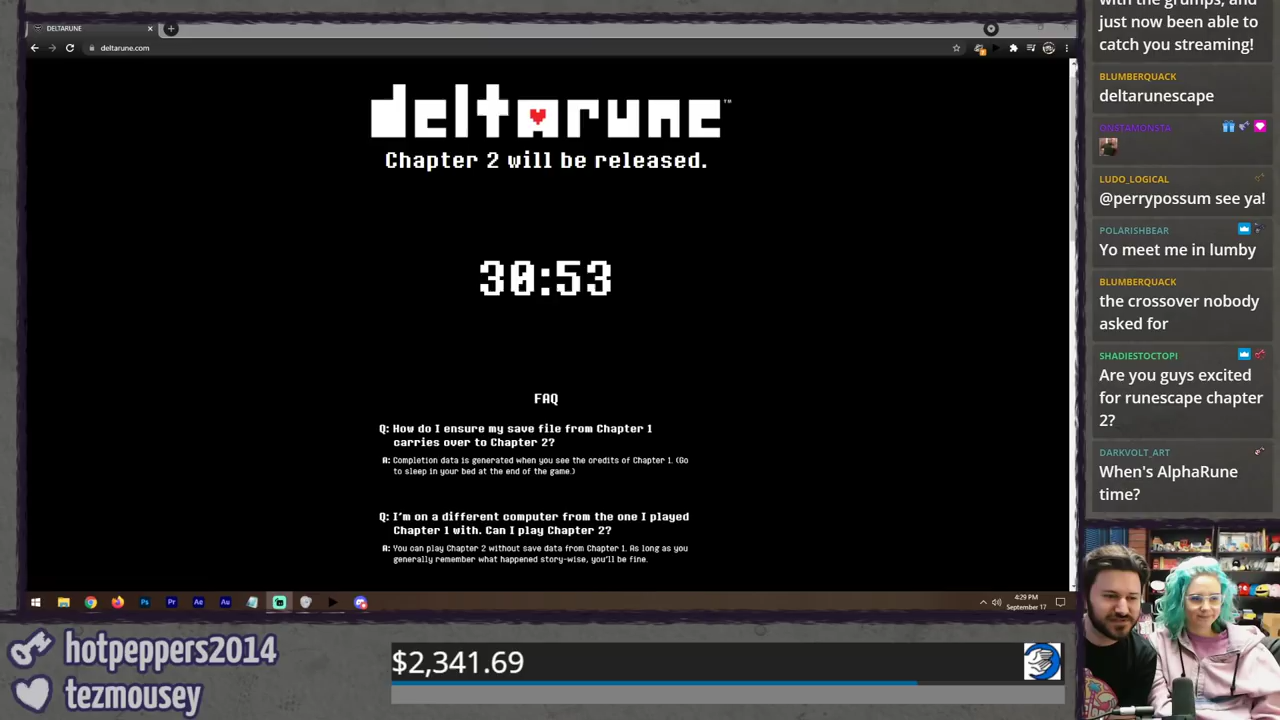 DELTARUNE
deltarune.com
deltarune™
Chapter 2 will be released.
30:53
FAQ
Q: How do I ensure my save file from Chapter 1
carries over to Chapter 2?
A: Completion data is generated when you see the credits of Chapter 1. (Go
to sleep in your bed at the end of the game.)
Q: I'm on a different computer from the one I played
Chapter 1 with. Can I play Chapter 2?
A: You can play Chapter 2 without save data from Chapter 1. As long as you
generally remember what happened story-wise, you'll be fine.
Ps
Pr
Ae
Au
4:29 PM
September 17
with the grumps, and
just now been able to
catch you streaming!
BLUMBERQUACK
deltarunescape
ONSTAMONSTA
LUDO_LOGICAL
@perrypossum see ya!
POLARISHBEAR
Yo meet me in lumby
BLUMBERQUACK
the crossover nobody
asked for
SHADIESTOCTOPI
Are you guys excited
for runescape chapter
2?
DARKVOLT_ART
When's AlphaRune
time?
hotpeppers2014
tezmousey
$2,341.69